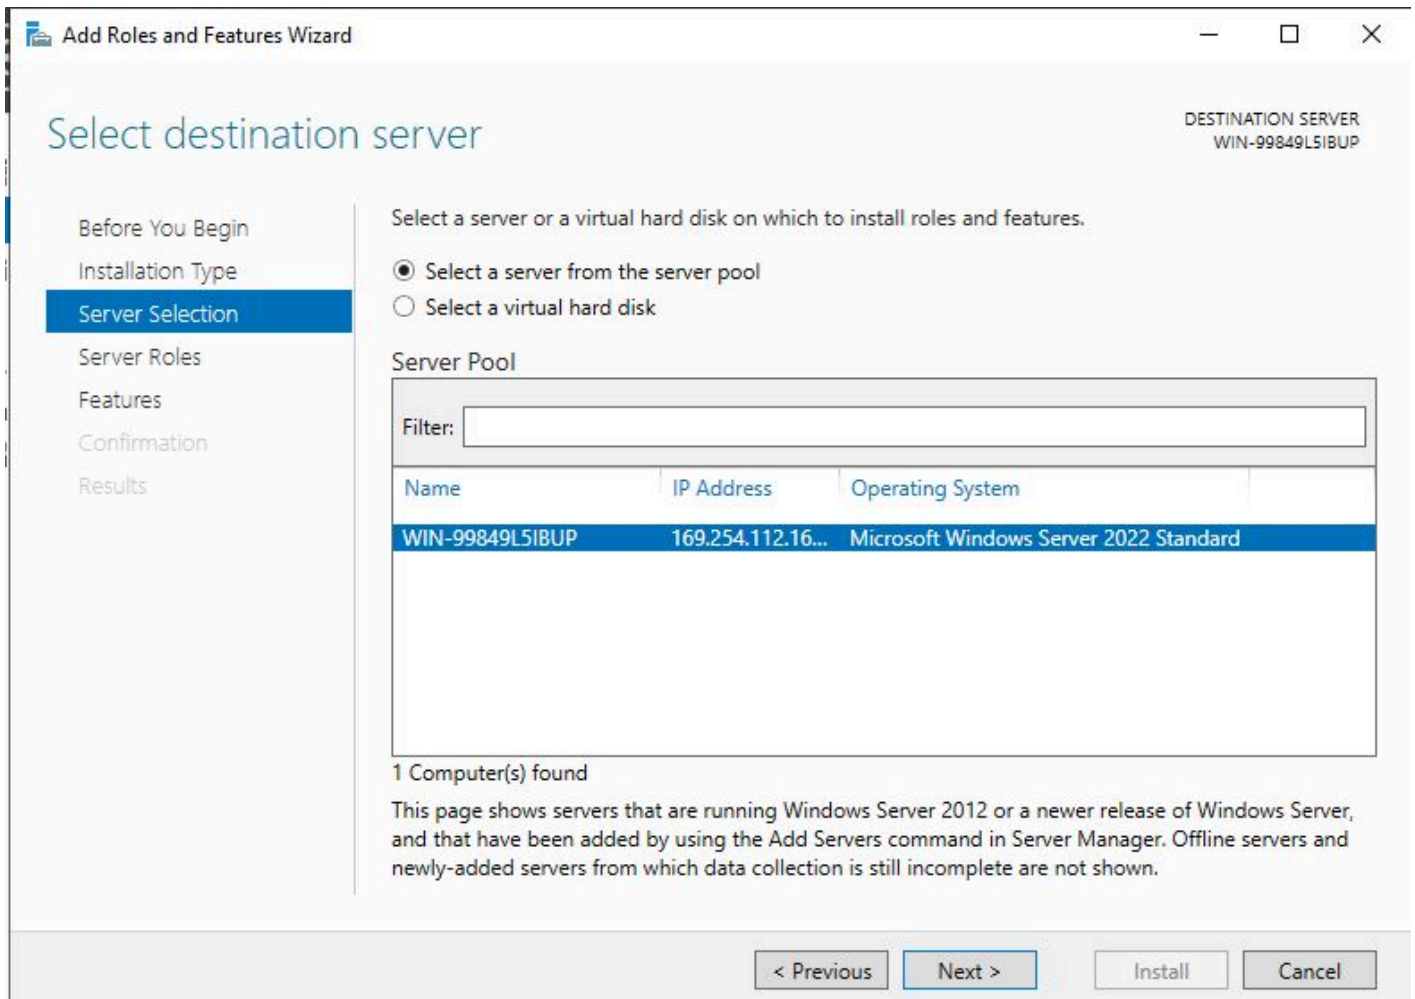 Add Roles and Features Wizard
Select destination server
DESTINATION SERVER
WIN-99849L5IBUP
Before You Begin
Installation Type
Server Selection
Server Roles
Features
Confirmation
Results
Select a server or a virtual hard disk on which to install roles and features.
Select a server from the server pool
Select a virtual hard disk
Server Pool
Filter:
Name IP Address Operating System
WIN-99849L5IBUP 169.254.112.16... Microsoft Windows Server 2022 Standard
1 Computer(s) found
This page shows servers that are running Windows Server 2012 or a newer release of Windows Server,
and that have been added by using the Add Servers command in Server Manager. Offline servers and
newly-added servers from which data collection is still incomplete are not shown.
< Previous Next > Install Cancel